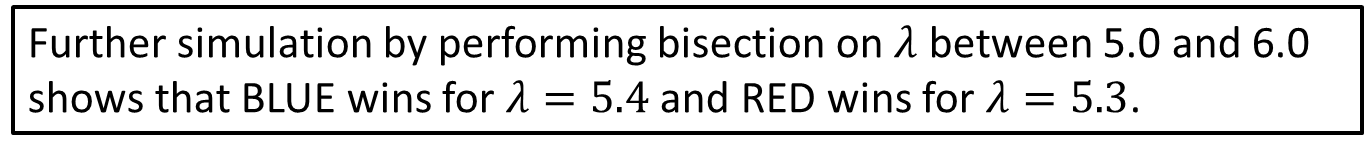 Further simulation by performing bisection on λ between 5.0 and 6.0
shows that BLUE wins for λ = 5.4 and RED wins for λ = 5.3.